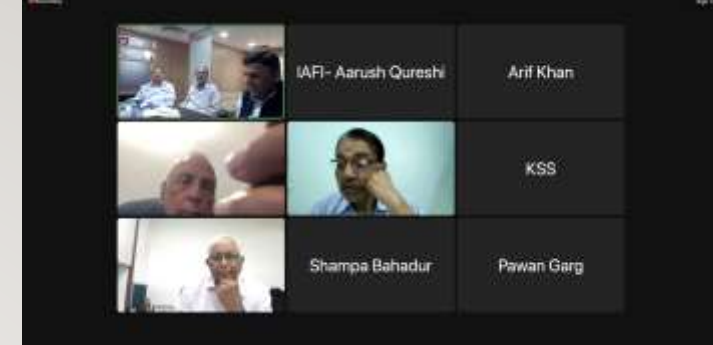 IAFI- Aarush Qureshi
Arif Khan
KSS
Shampa Bahadur
Pawan Garg